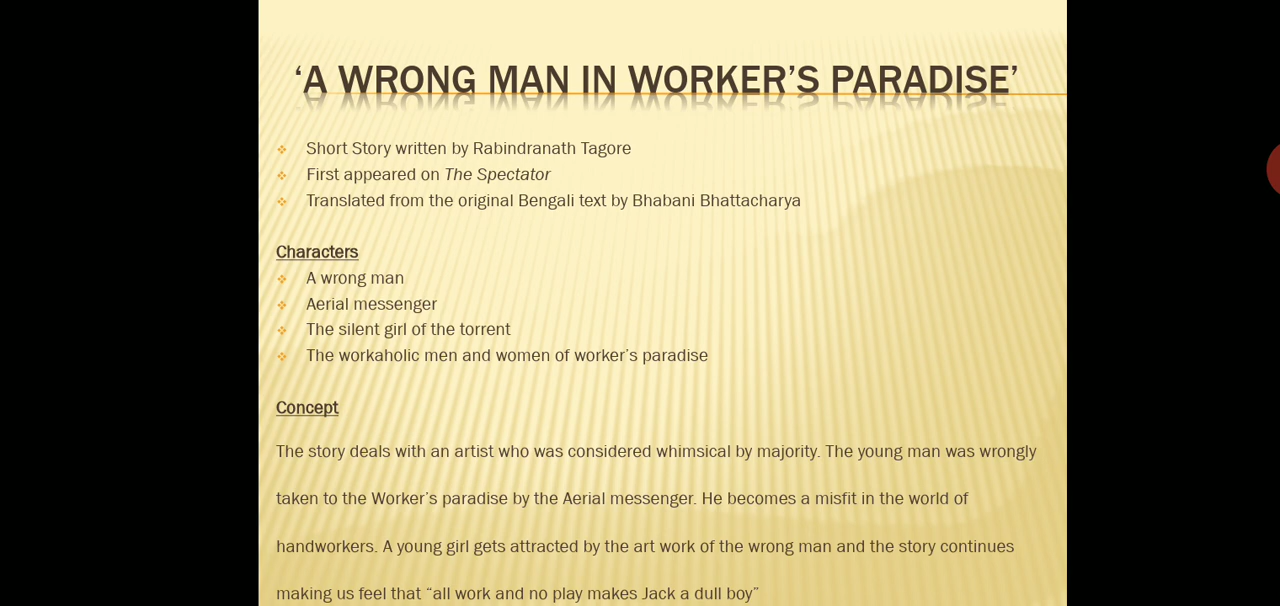 ‘A WRONG MAN IN WORKER’S PARADISE’
Short Story written by Rabindranath Tagore
First appeared on The Spectator
Translated from the original Bengali text by Bhabani Bhattacharya
Characters
A wrong man
Aerial messenger
The silent girl of the torrent
The workaholic men and women of worker’s paradise
Concept
The story deals with an artist who was considered whimsical by majority. The young man was wrongly
taken to the Worker’s paradise by the Aerial messenger. He becomes a misfit in the world of
handworkers. A young girl gets attracted by the art work of the wrong man and the story continues
making us feel that “all work and no play makes Jack a dull boy”